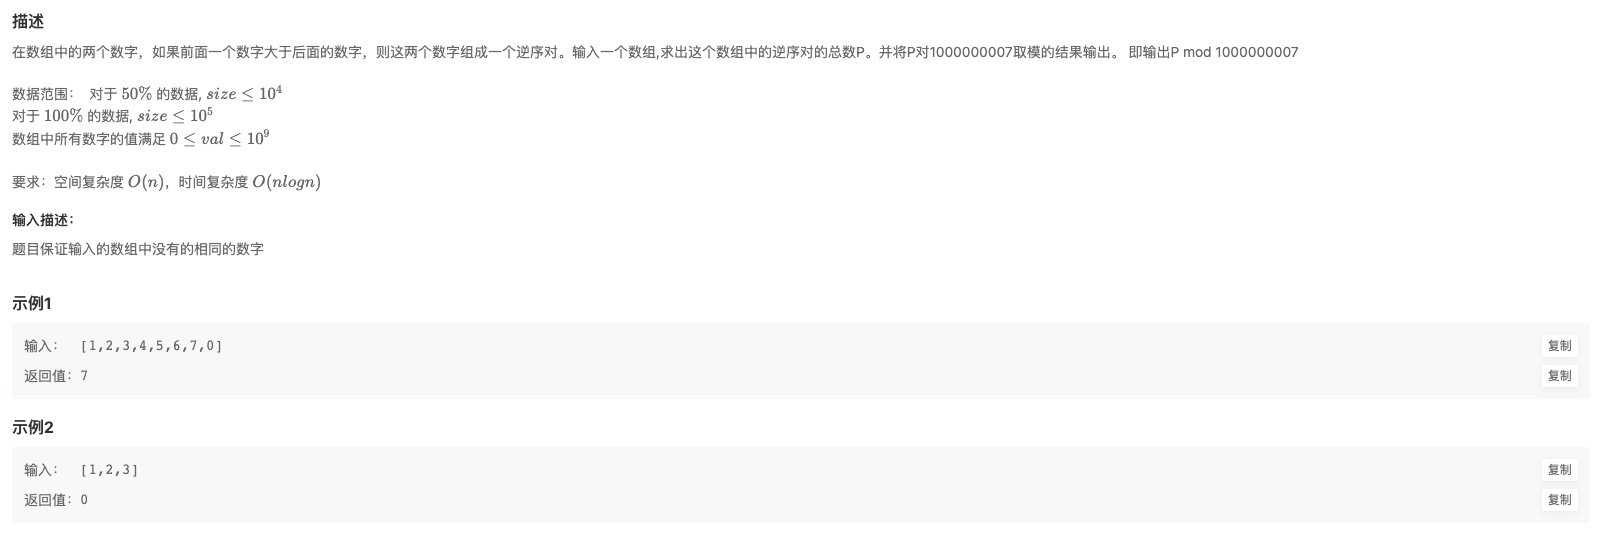 描述
在数组中的两个数字，如果前面一个数字大于后面的数字，则这两个数字组成一个逆序对。输入一个数组,求出这个数组中的逆序对的总数P。并将P对1000000007取模的结果输出。 即输出P mod 1000000007
数据范围： 对于 50% 的数据, size ≤ 10^4
对于 100% 的数据, size ≤ 10^5
数组中所有数字的值满足 0 ≤ val ≤ 10^9
要求：空间复杂度 O(n)，时间复杂度 O(nlogn)
输入描述：
题目保证输入的数组中没有的相同的数字
示例1
输入： [1,2,3,4,5,6,7,0] 复制
返回值：7 复制
示例2
输入： [1,2,3] 复制
返回值：0 复制